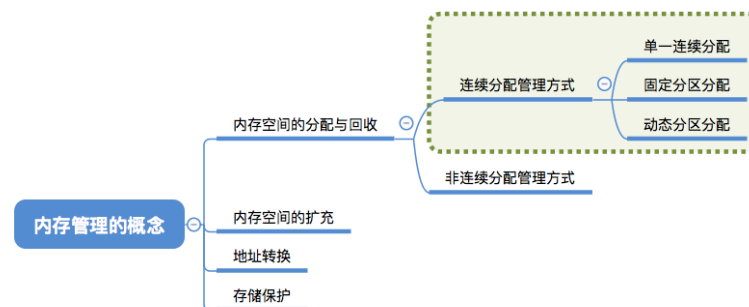 内存管理的概念
内存空间的分配与回收
连续分配管理方式
单一连续分配
固定分区分配
动态分区分配
非连续分配管理方式
内存空间的扩充
地址转换
存储保护